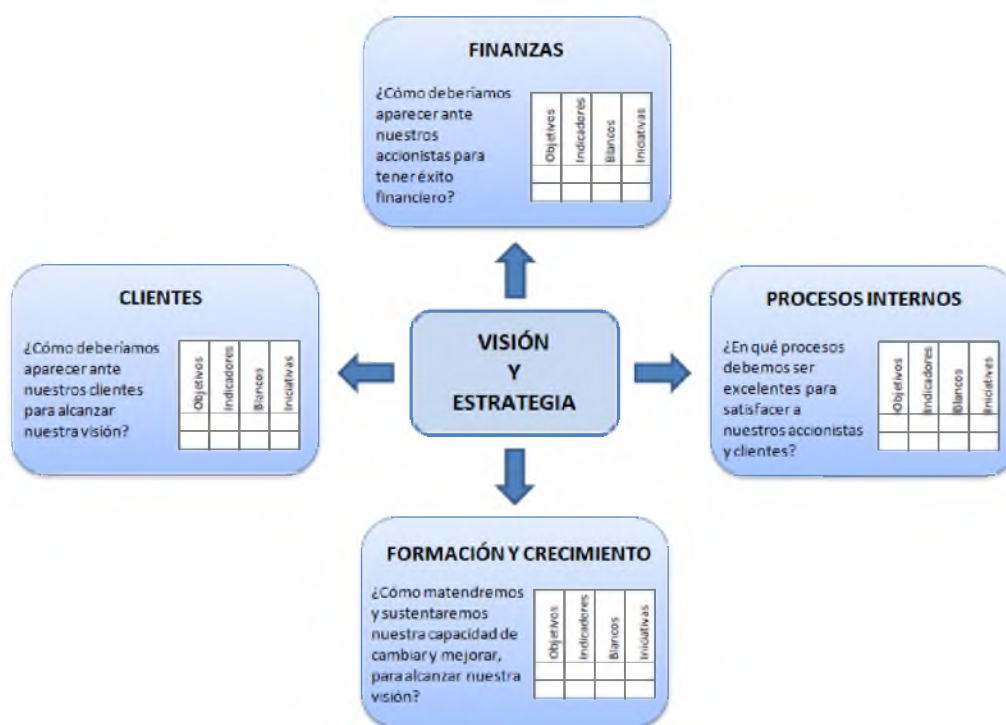 FINANZAS
¿Cómo deberíamos
aparecer ante
nuestros
accionistas para
tener éxito
financiero?
Objetivos
Indicadores
Blancos
Iniciativas
CLIENTES
¿Cómo deberíamos
aparecer ante
nuestros clientes
para alcanzar
nuestra visión?
Objetivos
Indicadores
Blancos
Iniciativas
VISIÓN
Y
ESTRATEGIA
PROCESOS INTERNOS
¿En qué procesos
debemos ser
excelentes para
satisfacer a
nuestros accionistas
y clientes?
Objetivos
Indicadores
Blancos
Iniciatives
FORMACIÓN Y CRECIMIENTO
¿Cómo matendremos
y sustentaremos
nuestra capacidad de
cambiar y mejorar,
para alcanzar nuestra
visión?
Objetivos
Indicadores
Blancos
Iniciativas